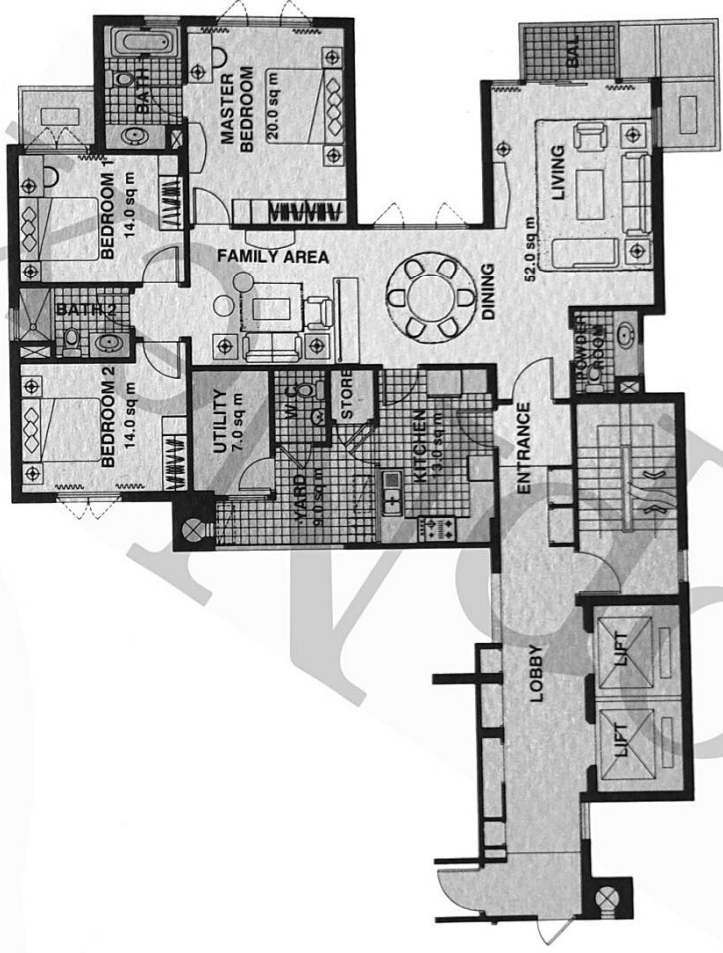 BAL
BATH 1
MASTER
BEDROOM
20.0 sq m
LIVING
52.0 sq m
BEDROOM 1
14.0 sq m
FAMILY AREA
DINING
BATH 2
POWDER
ROOM
BEDROOM 2
14.0 sq m
UTILITY
7.0 sq m
W.C
STORE
KITCHEN
13.0 sq m
ENTRANCE
YARD
9.0 sq m
LOBBY
LIFT
LIFT